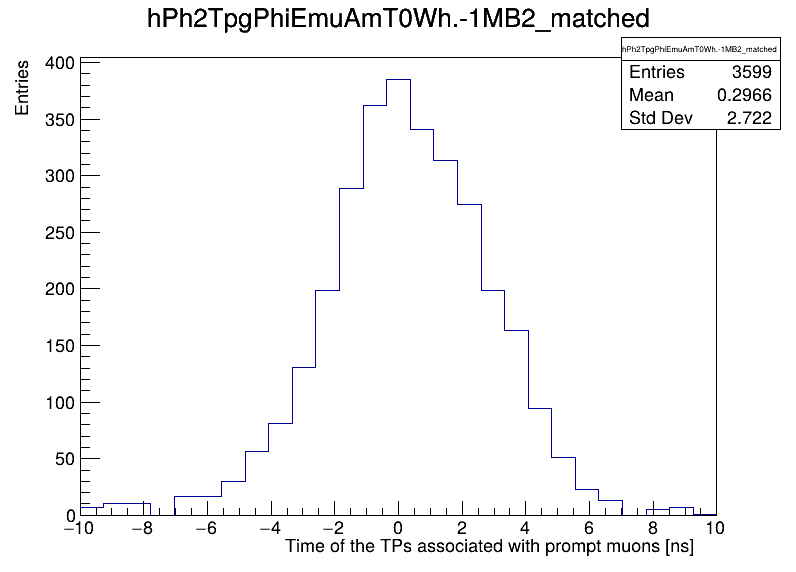 hPh2TpgPhiEmuAmT0Wh.-1MB2_matched
hPh2TpgPhiEmuAmT0Wh.-1MB2_matched
Entries 3599
Mean 0.2966
Std Dev 2.722
Entries
400
350
300
250
200
150
100
50
0
−10 −8 −6 −4 −2 0 2 4 6 8 10
Time of the TPs associated with prompt muons [ns]